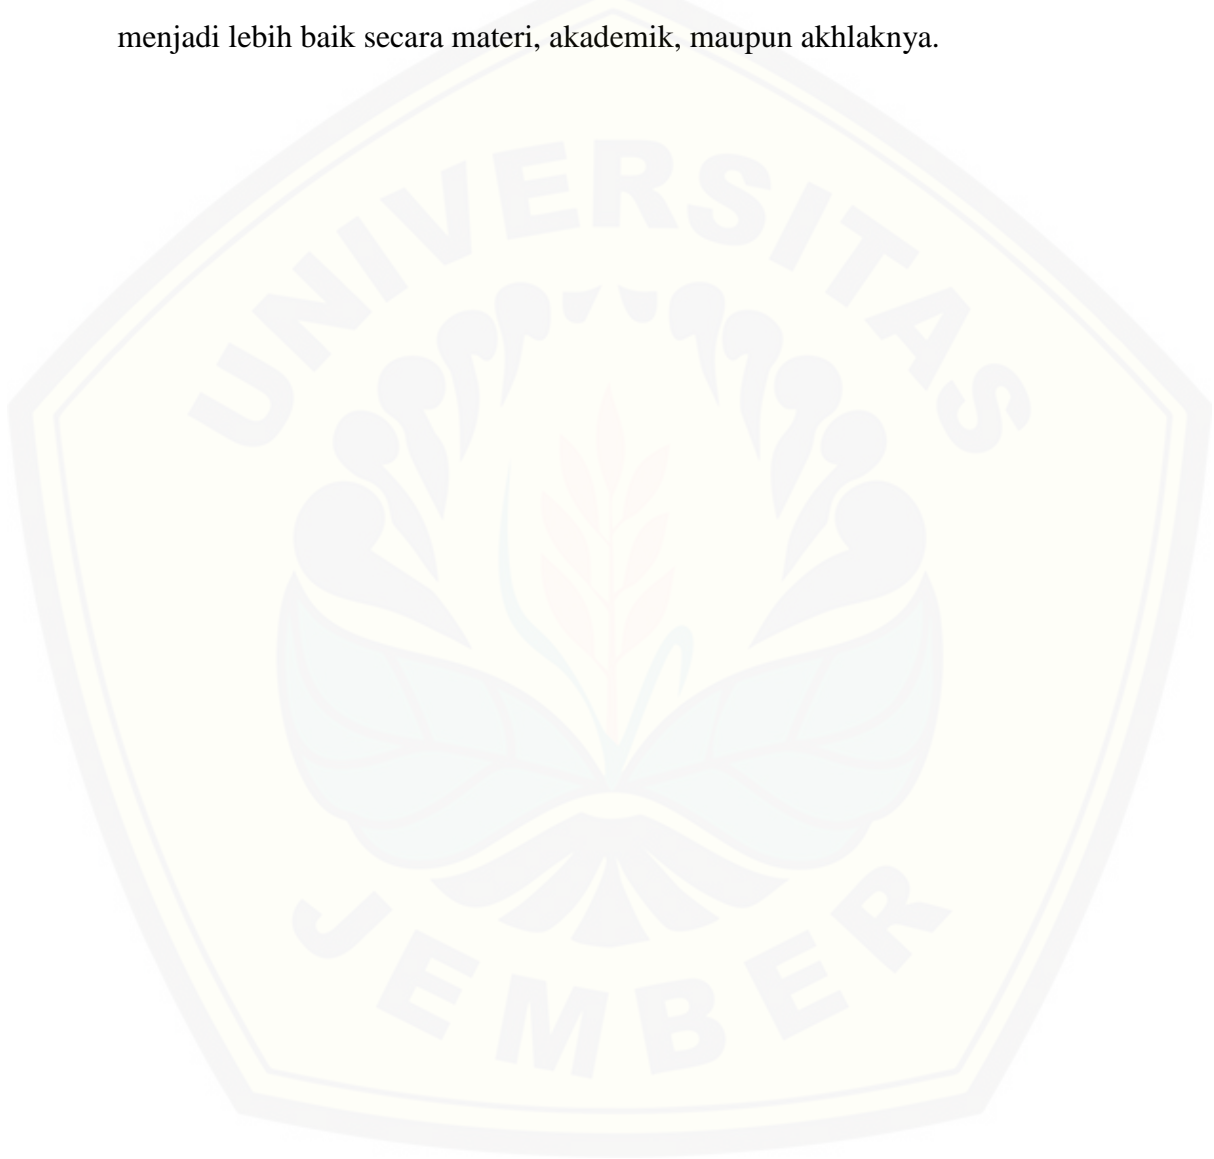 menjadi lebih baik secara materi, akademik, maupun akhlaknya.
UNIVERSITAS
JEMBER